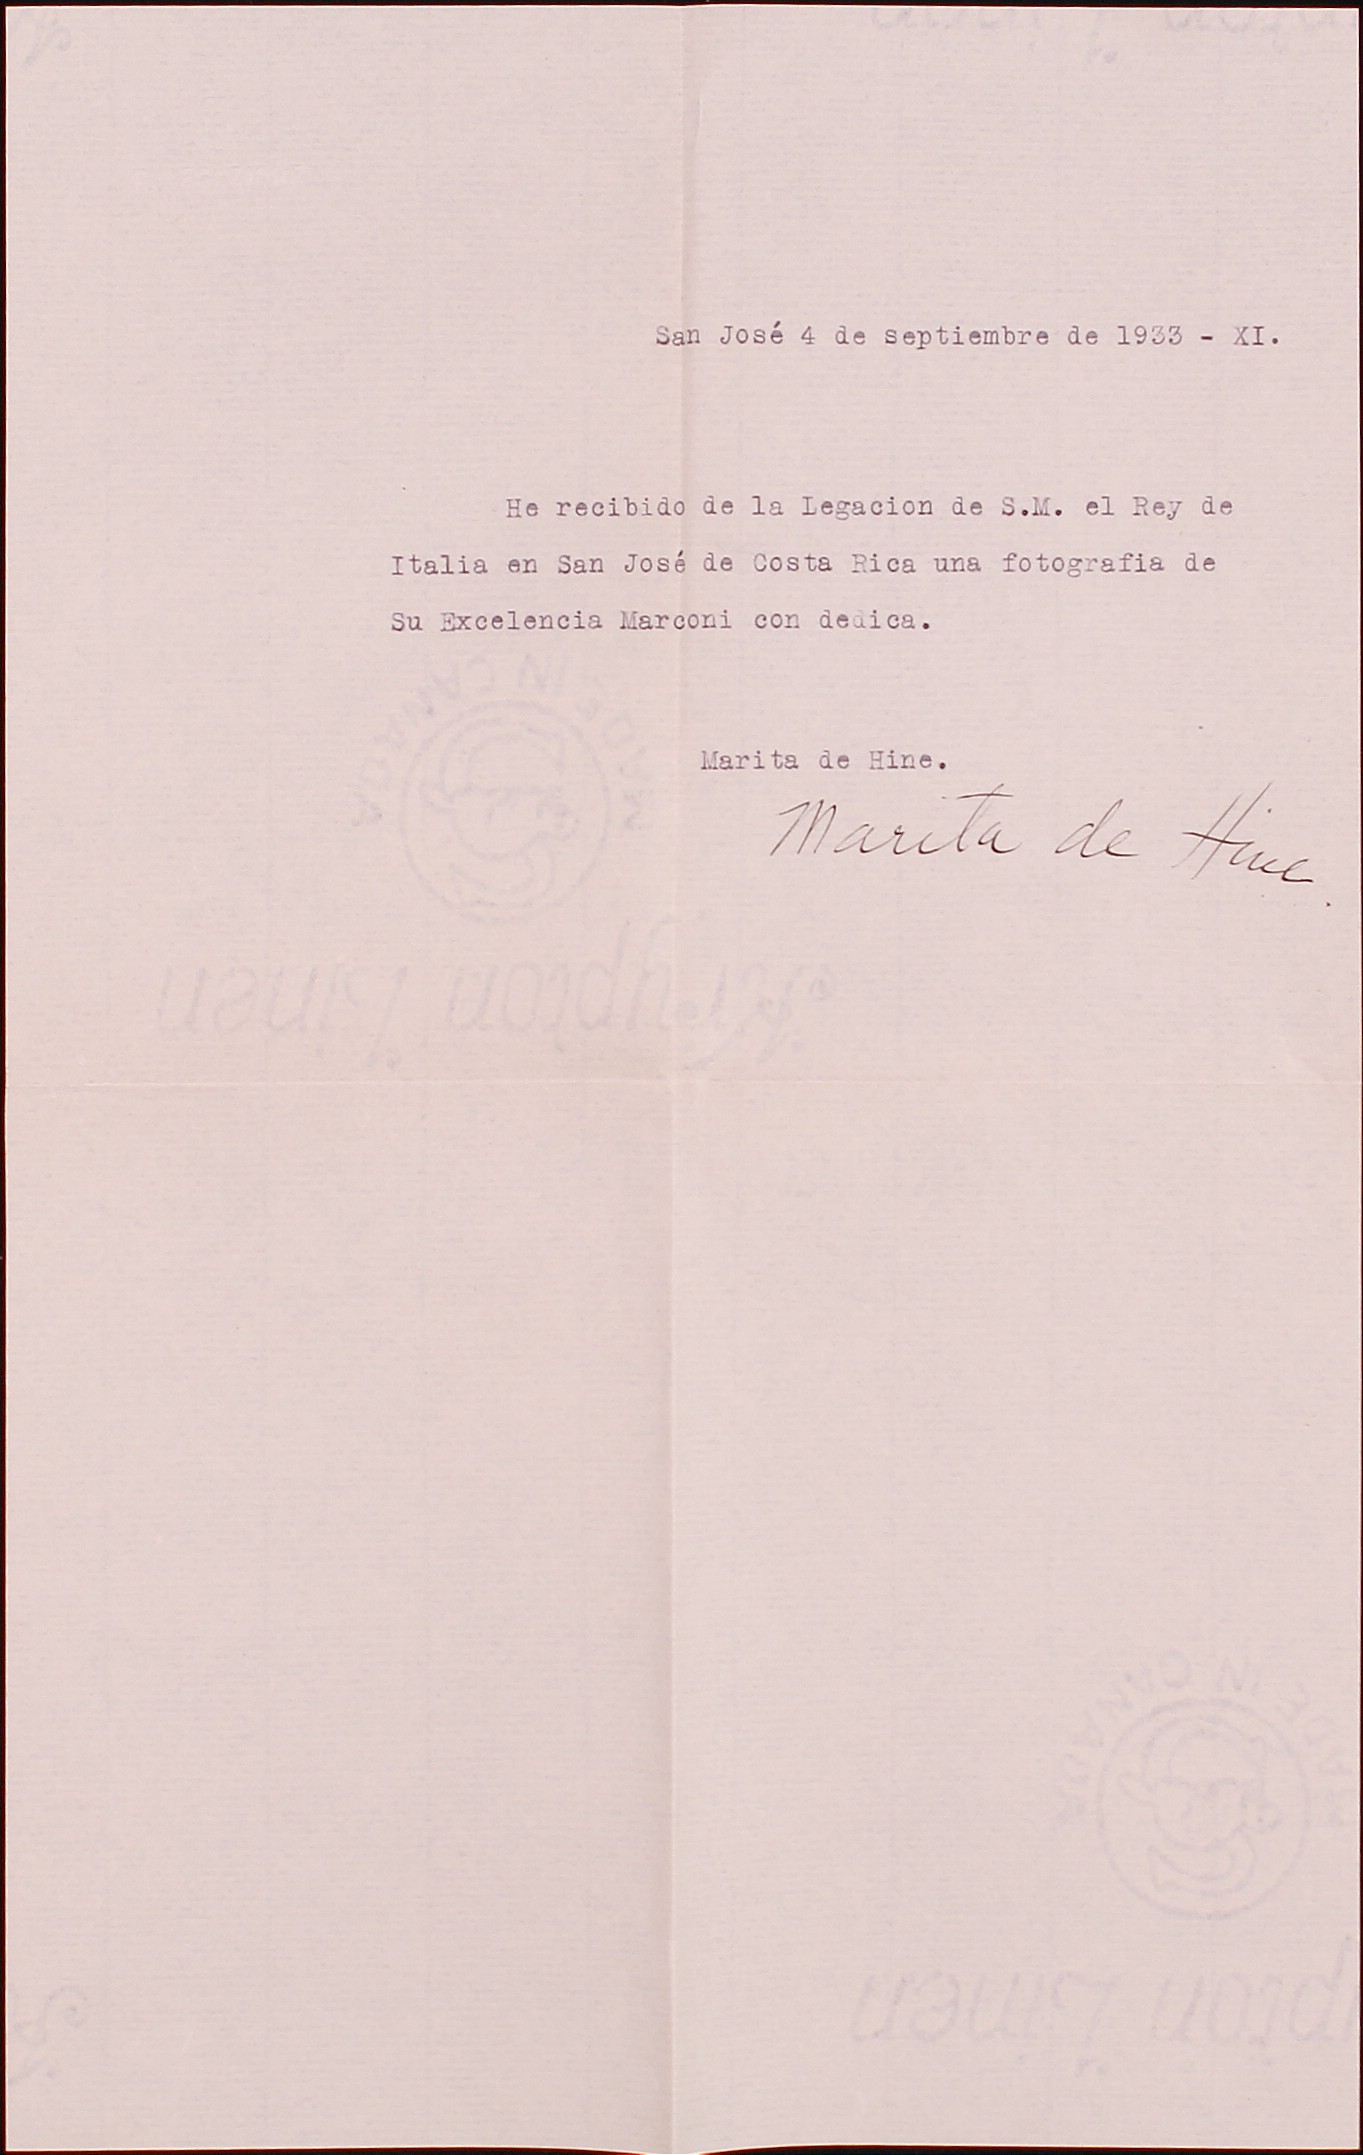 San José 4 de septiembre de 1933 - XI.
He recibido de la Legacion de S.M. el Rey de
Italia en San José de Costa Rica una fotografia de
Su Excelencia Marconi con dedica.
Marita de Hine.
Marita de Hine.